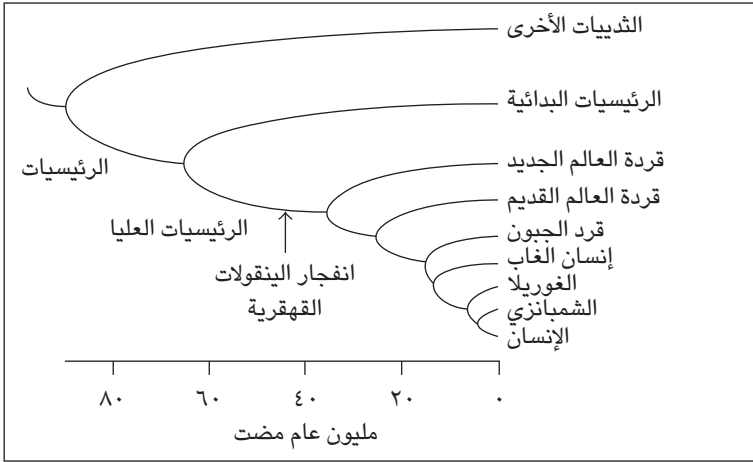 الثدييات الأخرى
الرئيسيات البدائية
قردة العالم الجديد
الرئيسيات
قردة العالم القديم
الرئيسيات العليا
قرد الجبون
إنسان الغاب
انفجار الينقولات
القهقرية
الغوريلا
الشمبانزي
الإنسان
٨٠ ٦٠ ٤٠ ٢٠ ٠
مليون عام مضت